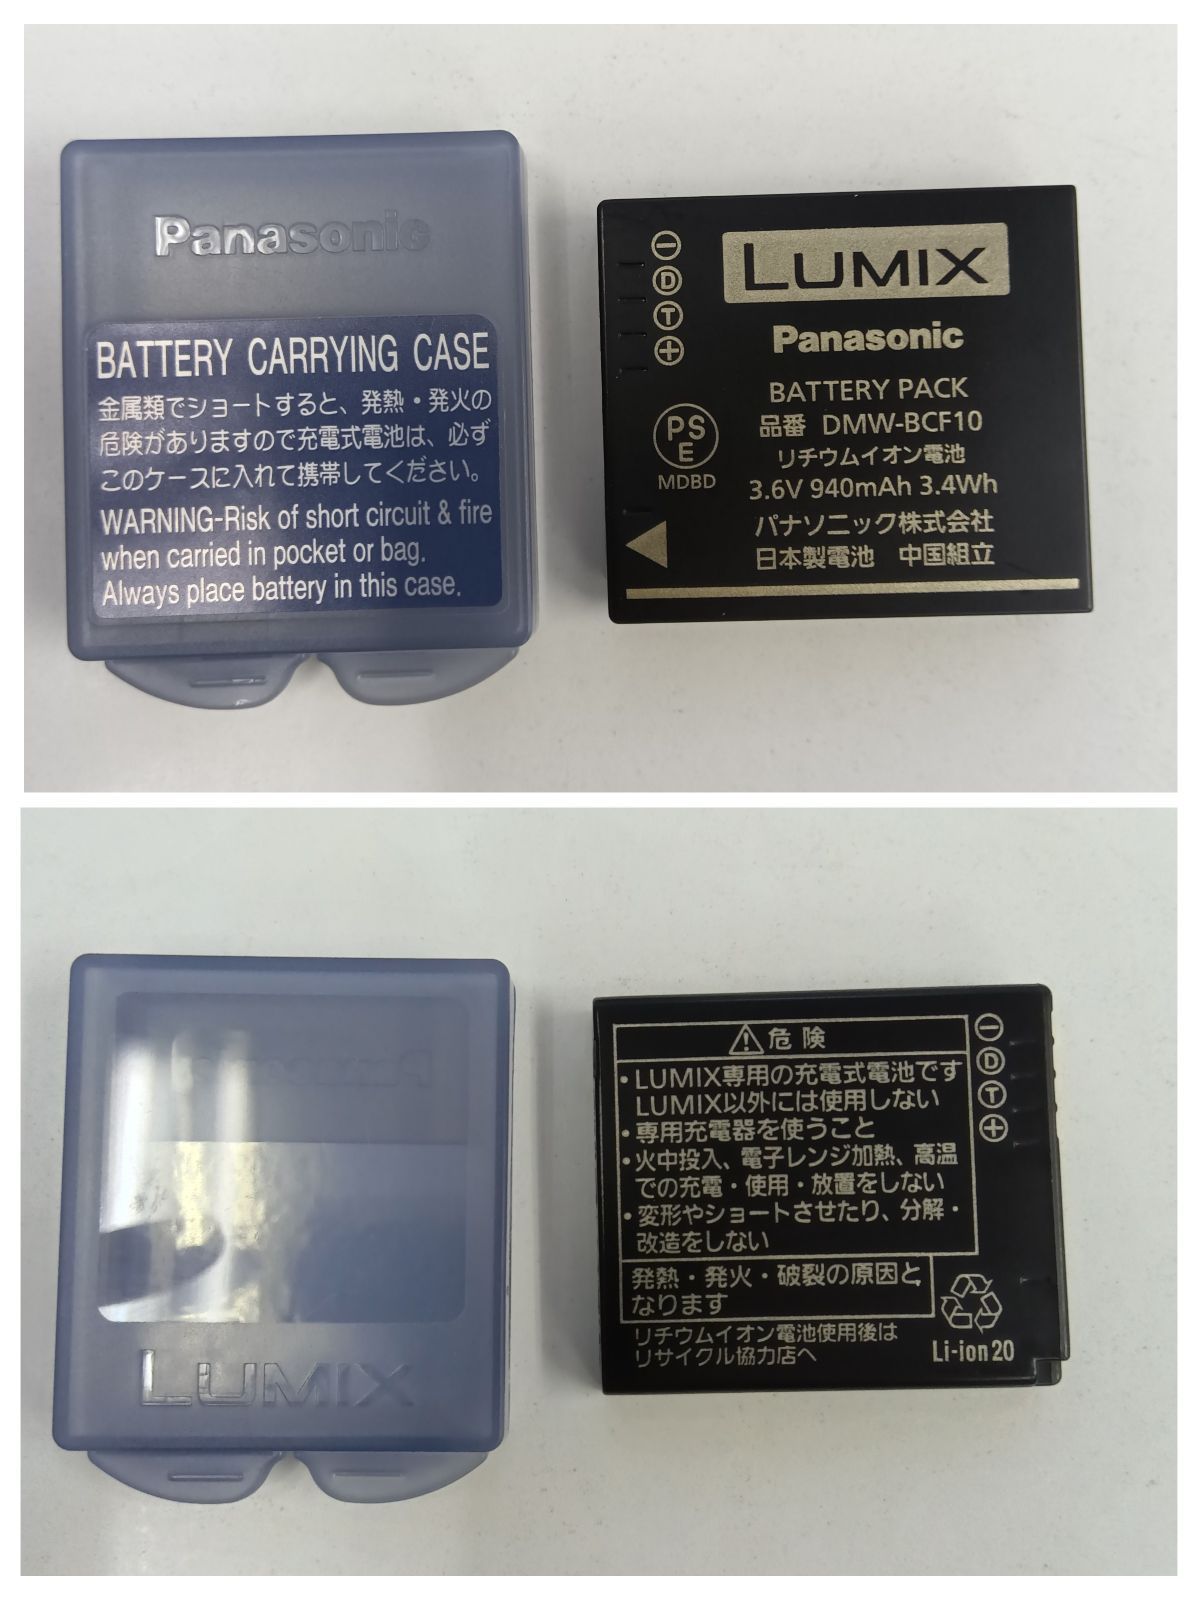 Panasonic
BATTERY CARRYING CASE
金属類でショートすると、発熱・発火の
危険がありますので充電式電池は、必ず
このケースに入れて携帯してください。
WARNING-Risk of short circuit & fire
when carried in pocket or bag.
Always place battery in this case.
⊖
D
T
⊕
LUMIX
Panasonic
BATTERY PACK
品番 DMW-BCF10
リチウムイオン電池
3.6V 940mAh 3.4Wh
パナソニック株式会社
日本製電池 中国組立
PS
E
MDBD
LUMIX
⚠危険
・LUMIX専用の充電式電池です
LUMIX以外には使用しない
・専用充電器を使うこと
・火中投入、電子レンジ加熱、高温
での充電・使用・放置をしない
・変形やショートさせたり、分解・
改造をしない
発熱・発火・破裂の原因と
なります
リチウムイオン電池使用後は
リサイクル協力店へ
⊖
D
T
⊕
Li-ion20